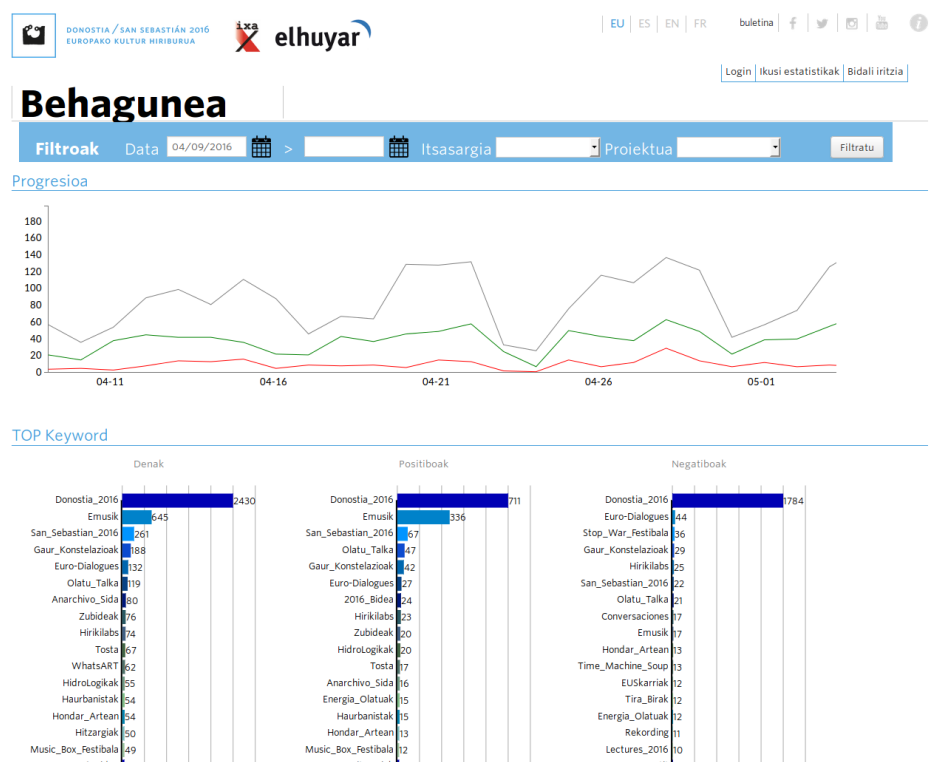 DONOSTIA / SAN SEBASTIÁN 2016
EUROPAKO KULTUR HIRIBURUA
ixa
elhuyar
EU ES EN FR
buletina
Login Ikusi estatistikak Bidali iritzia
Behagunea
Filtroak Data 04/09/2016 > Itsasargia Proiektua Filtratu
Progresioa
180
160
140
120
100
80
60
40
20
0
04-11 04-16 04-21 04-26 05-01
TOP Keyword
Denak
Donostia_2016 2430
Emusik 645
San_Sebastian_2016 261
Gaur_Konstelazioak 188
Euro-Dialogues 132
Olatu_Talka 119
Anarchivo_Sida 80
Zubideak 76
Hirikilabs 74
Tosta 67
WhatsART 62
HidroLogikak 55
Haurbanistak 54
Hondar_Artean 54
Hitzargiak 50
Music_Box_Festibala 49
Positiboak
Donostia_2016 711
Emusik 336
San_Sebastian_2016 67
Olatu_Talka 47
Gaur_Konstelazioak 42
Euro-Dialogues 27
2016_Bidea 24
Hirikilabs 23
Zubideak 20
HidroLogikak 20
Tosta 17
Anarchivo_Sida 16
Energia_Olatuak 15
Haurbanistak 15
Hondar_Artean 13
Music_Box_Festibala 12
Negatiboak
Donostia_2016 1784
Euro-Dialogues 44
Stop_War_Festibala 36
Gaur_Konstelazioak 29
Hirikilabs 25
San_Sebastian_2016 22
Olatu_Talka 21
Conversaciones 17
Emusik 17
Hondar_Artean 13
Time_Machine_Soup 13
EUSkarriak 12
Tira_Birak 12
Energia_Olatuak 12
Rekording 11
Lectures_2016 10